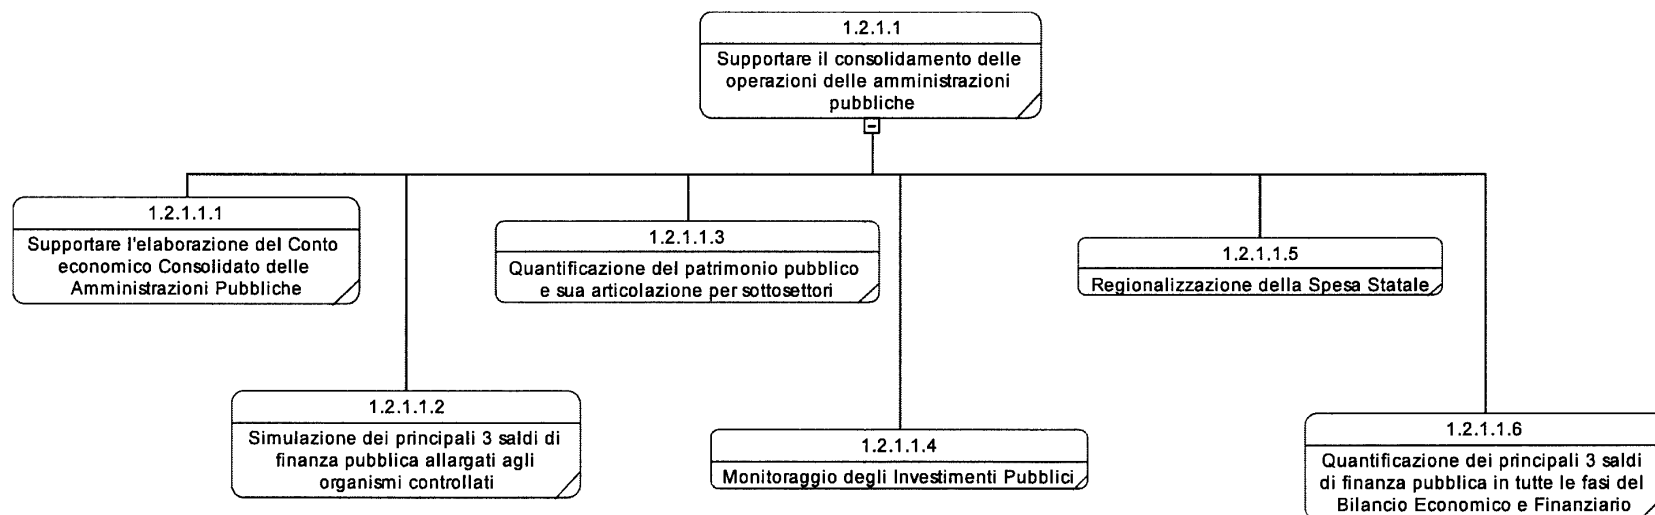 1.2.1.1
Supportare il consolidamento delle
operazioni delle amministrazioni
pubbliche
1.2.1.1.1
Supportare l'elaborazione del Conto
economico Consolidato delle
Amministrazioni Pubbliche
1.2.1.1.2
Simulazione dei principali 3 saldi di
finanza pubblica allargati agli
organismi controllati
1.2.1.1.3
Quantificazione del patrimonio pubblico
e sua articolazione per sottosettori
1.2.1.1.4
Monitoraggio degli Investimenti Pubblici
1.2.1.1.5
Regionalizzazione della Spesa Statale
1.2.1.1.6
Quantificazione dei principali 3 saldi
di finanza pubblica in tutte le fasi del
Bilancio Economico e Finanziario